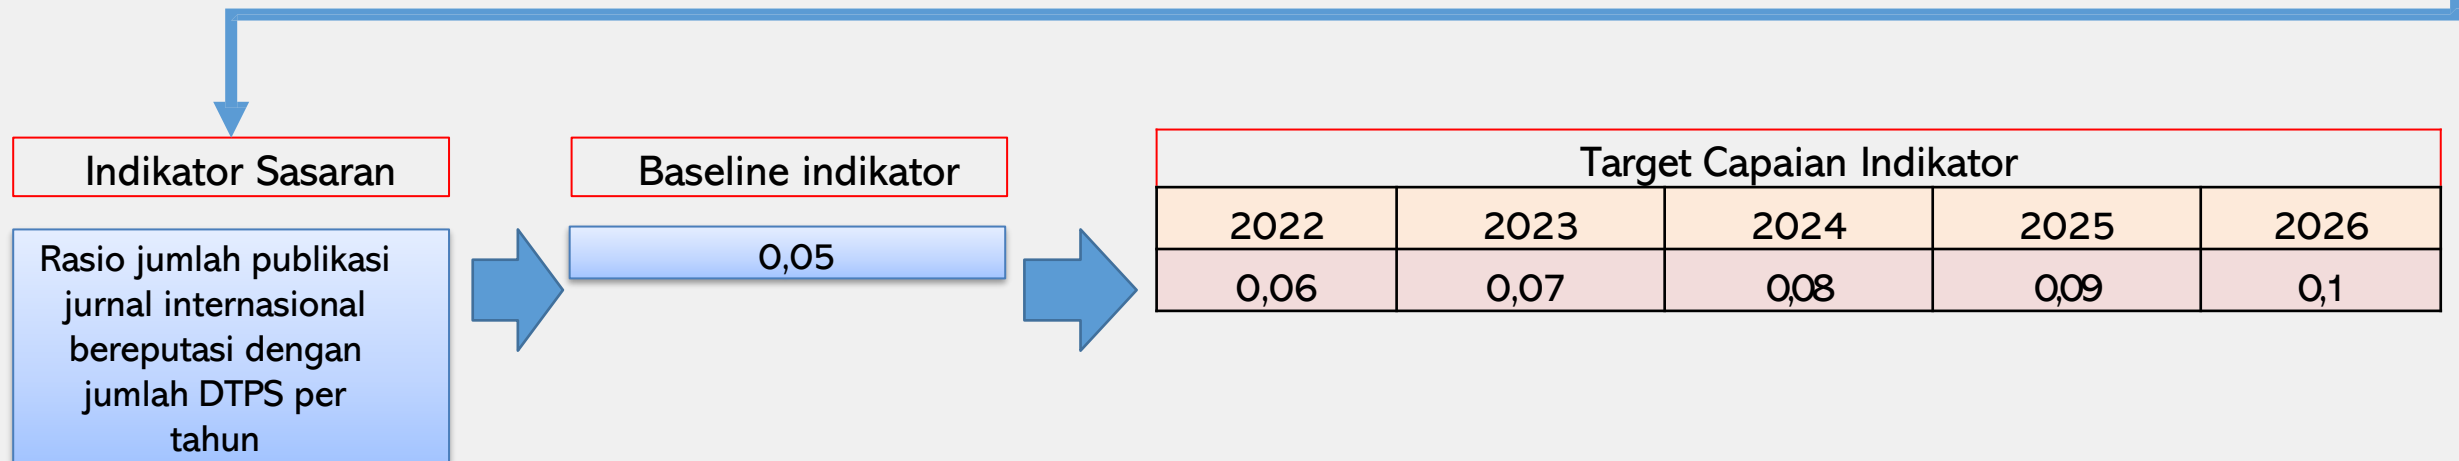 Indikator Sasaran
Baseline indikator
Target Capaian Indikator
2022 2023 2024 2025 2026
0,06 0,07 0,08 0,09 0,1
Rasio jumlah publikasi
jurnal internasional
bereputasi dengan
jumlah DTPS per
tahun
0,05